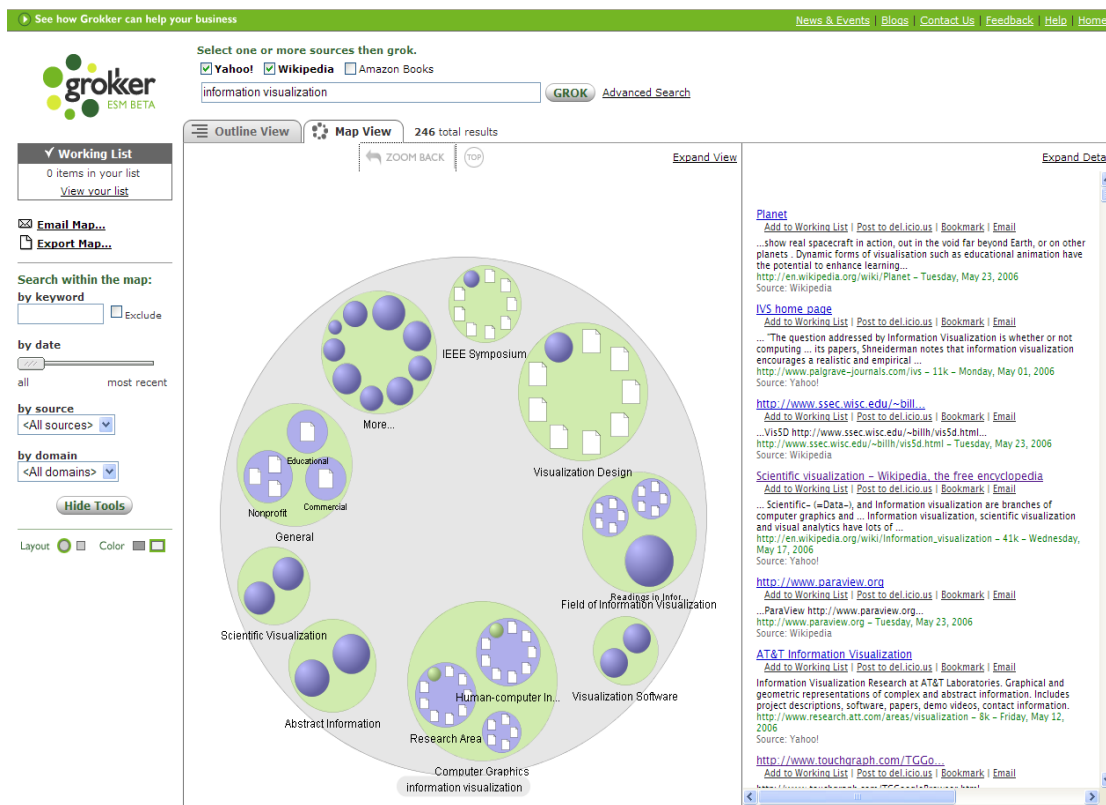 See how Grokker can help your business
News & Events | Blogs | Contact Us | Feedback | Help | Home
grokker
ESM BETA
Select one or more sources then grok.
Yahoo! Wikipedia Amazon Books
information visualization
GROK Advanced Search
Outline View Map View 246 total results
Working List
0 items in your list
View your list
Email Map...
Export Map...
Search within the map:
by keyword
Exclude
by date
all most recent
by source
<All sources>
by domain
<All domains>
Hide Tools
Layout Color
ZOOM BACK TOP Expand View
IEEE Symposium
More...
Visualization Design
Educational
Nonprofit Commercial
General
Readings in Infor...
Field of Information Visualization
Scientific Visualization
Human-computer In...
Visualization Software
Abstract Information
Research Area
Computer Graphics
information visualization
Expand Deta
Planet
Add to Working List | Post to del.icio.us | Bookmark | Email
...show real spacecraft in action, out in the void far beyond Earth, or on other
planets . Dynamic forms of visualisation such as educational animation have
the potential to enhance learning...
http://en.wikipedia.org/wiki/Planet - Tuesday, May 23, 2006
Source: Wikipedia
IVS home page
Add to Working List | Post to del.icio.us | Bookmark | Email
... "The question addressed by Information Visualization is whether or not
computing ... its papers, Shneiderman notes that information visualization
encourages a realistic and empirical ...
http://www.palgrave-journals.com/ivs - 11k - Monday, May 01, 2006
Source: Yahoo!
http://www.ssec.wisc.edu/~bill...
Add to Working List | Post to del.icio.us | Bookmark | Email
...Vis5D http://www.ssec.wisc.edu/~billh/vis5d.html...
http://www.ssec.wisc.edu/~billh/vis5d.html - Tuesday, May 23, 2006
Source: Wikipedia
Scientific visualization - Wikipedia, the free encyclopedia
Add to Working List | Post to del.icio.us | Bookmark | Email
... Scientific- (=Data-), and Information visualization are branches of
computer graphics and ... Information visualization, scientific visualization
and visual analytics have lots of ...
http://en.wikipedia.org/wiki/Information_visualization - 41k - Wednesday,
May 17, 2006
Source: Yahoo!
http://www.paraview.org
Add to Working List | Post to del.icio.us | Bookmark | Email
...ParaView http://www.paraview.org...
http://www.paraview.org - Tuesday, May 23, 2006
Source: Wikipedia
AT&T Information Visualization
Add to Working List | Post to del.icio.us | Bookmark | Email
Information Visualization Research at AT&T Laboratories. Graphical and
geometric representations of complex and abstract information. Includes
project descriptions, software, papers, demo videos, contact information.
http://www.research.att.com/areas/visualization - 8k - Friday, May 12,
2006
Source: Yahoo!
http://www.touchgraph.com/TGGo...
Add to Working List | Post to del.icio.us | Bookmark | Email